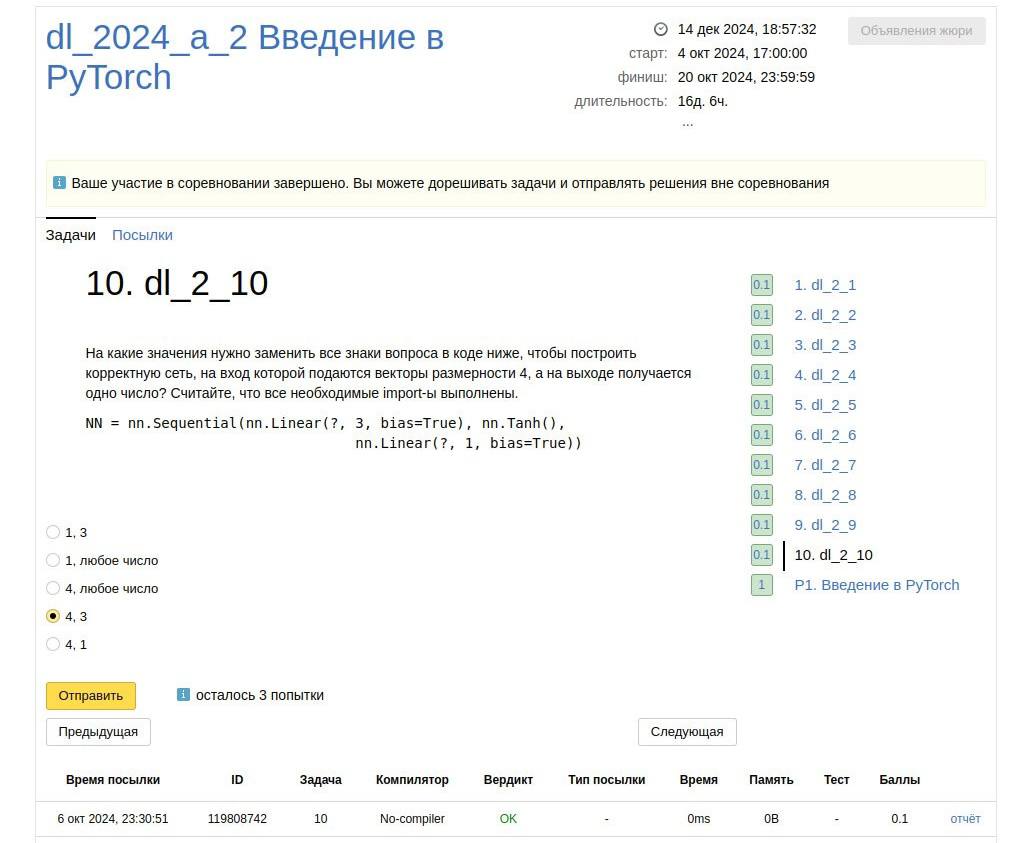 dl_2024_a_2 Введение в
PyTorch
14 дек 2024, 18:57:32
старт: 4 окт 2024, 17:00:00
финиш: 20 окт 2024, 23:59:59
длительность: 16д. 6ч.
...
Объявления жюри
Ваше участие в соревновании завершено. Вы можете дорешивать задачи и отправлять решения вне соревнования
Задачи Посылки
10. dl_2_10
На какие значения нужно заменить все знаки вопроса в коде ниже, чтобы построить
корректную сеть, на вход которой подаются векторы размерности 4, а на выходе получается
одно число? Считайте, что все необходимые import-ы выполнены.
NN = nn.Sequential(nn.Linear(?, 3, bias=True), nn.Tanh(),
nn.Linear(?, 1, bias=True))
1, 3
1, любое число
4, любое число
4, 3
4, 1
Отправить
осталось 3 попытки
Предыдущая
Следующая
0.1 1. dl_2_1
0.1 2. dl_2_2
0.1 3. dl_2_3
0.1 4. dl_2_4
0.1 5. dl_2_5
0.1 6. dl_2_6
0.1 7. dl_2_7
0.1 8. dl_2_8
0.1 9. dl_2_9
0.1 10. dl_2_10
1 P1. Введение в PyTorch
Время посылки ID Задача Компилятор Вердикт Тип посылки Время Память Тест Баллы
6 окт 2024, 23:30:51 119808742 10 No-compiler OK - 0ms 0B - 0.1 отчёт